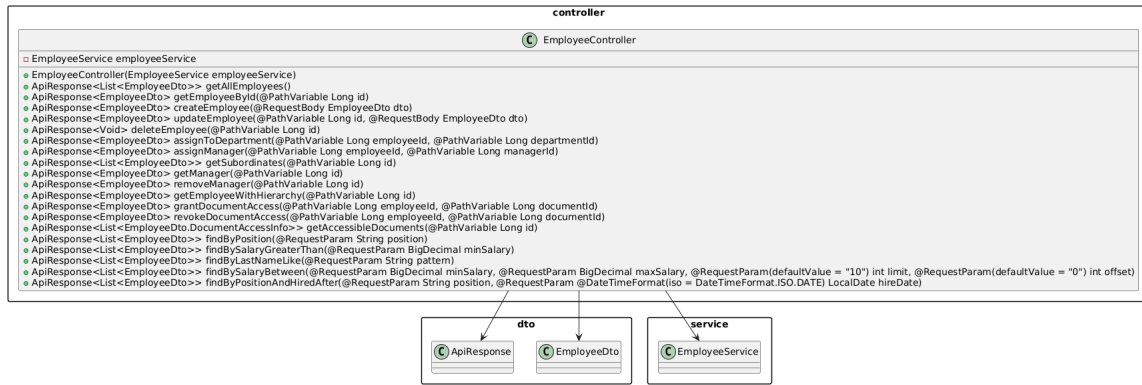 controller
C EmployeeController
EmployeeService employeeService
EmployeeController(EmployeeService employeeService)
ApiResponse<List<EmployeeDto>> getAllEmployees()
ApiResponse<EmployeeDto> getEmployeeById(@PathVariable Long id)
ApiResponse<EmployeeDto> createEmployee(@RequestBody EmployeeDto dto)
ApiResponse<EmployeeDto> updateEmployee(@PathVariable Long id, @RequestBody EmployeeDto dto)
ApiResponse<Void> deleteEmployee(@PathVariable Long id)
ApiResponse<EmployeeDto> assignToDepartment(@PathVariable Long employeeId, @PathVariable Long departmentId)
ApiResponse<EmployeeDto> assignManager(@PathVariable Long employeeId, @PathVariable Long managerId)
ApiResponse<List<EmployeeDto>> getSubordinates(@PathVariable Long id)
ApiResponse<EmployeeDto> getManager(@PathVariable Long id)
ApiResponse<EmployeeDto> removeManager(@PathVariable Long id)
ApiResponse<EmployeeDto> getEmployeeWithHierarchy(@PathVariable Long id)
ApiResponse<EmployeeDto> grantDocumentAccess(@PathVariable Long employeeId, @PathVariable Long documentId)
ApiResponse<EmployeeDto> revokeDocumentAccess(@PathVariable Long employeeId, @PathVariable Long documentId)
ApiResponse<List<EmployeeDto.DocumentAccessInfo>> getAccessibleDocuments(@PathVariable Long id)
ApiResponse<List<EmployeeDto>> findByPosition(@RequestParam String position)
ApiResponse<List<EmployeeDto>> findBySalaryGreaterThan(@RequestParam BigDecimal minSalary)
ApiResponse<List<EmployeeDto>> findByLastNameLike(@RequestParam String pattern)
ApiResponse<List<EmployeeDto>> findBySalaryBetween(@RequestParam BigDecimal minSalary, @RequestParam BigDecimal maxSalary, @RequestParam(defaultValue = "10") int limit, @RequestParam(defaultValue = "0") int offset)
ApiResponse<List<EmployeeDto>> findByPositionAndHiredAfter(@RequestParam String position, @RequestParam @DateTimeFormat(iso = DateTimeFormat.ISO.DATE) LocalDate hireDate)
dto
C ApiResponse
C EmployeeDto
service
C EmployeeService